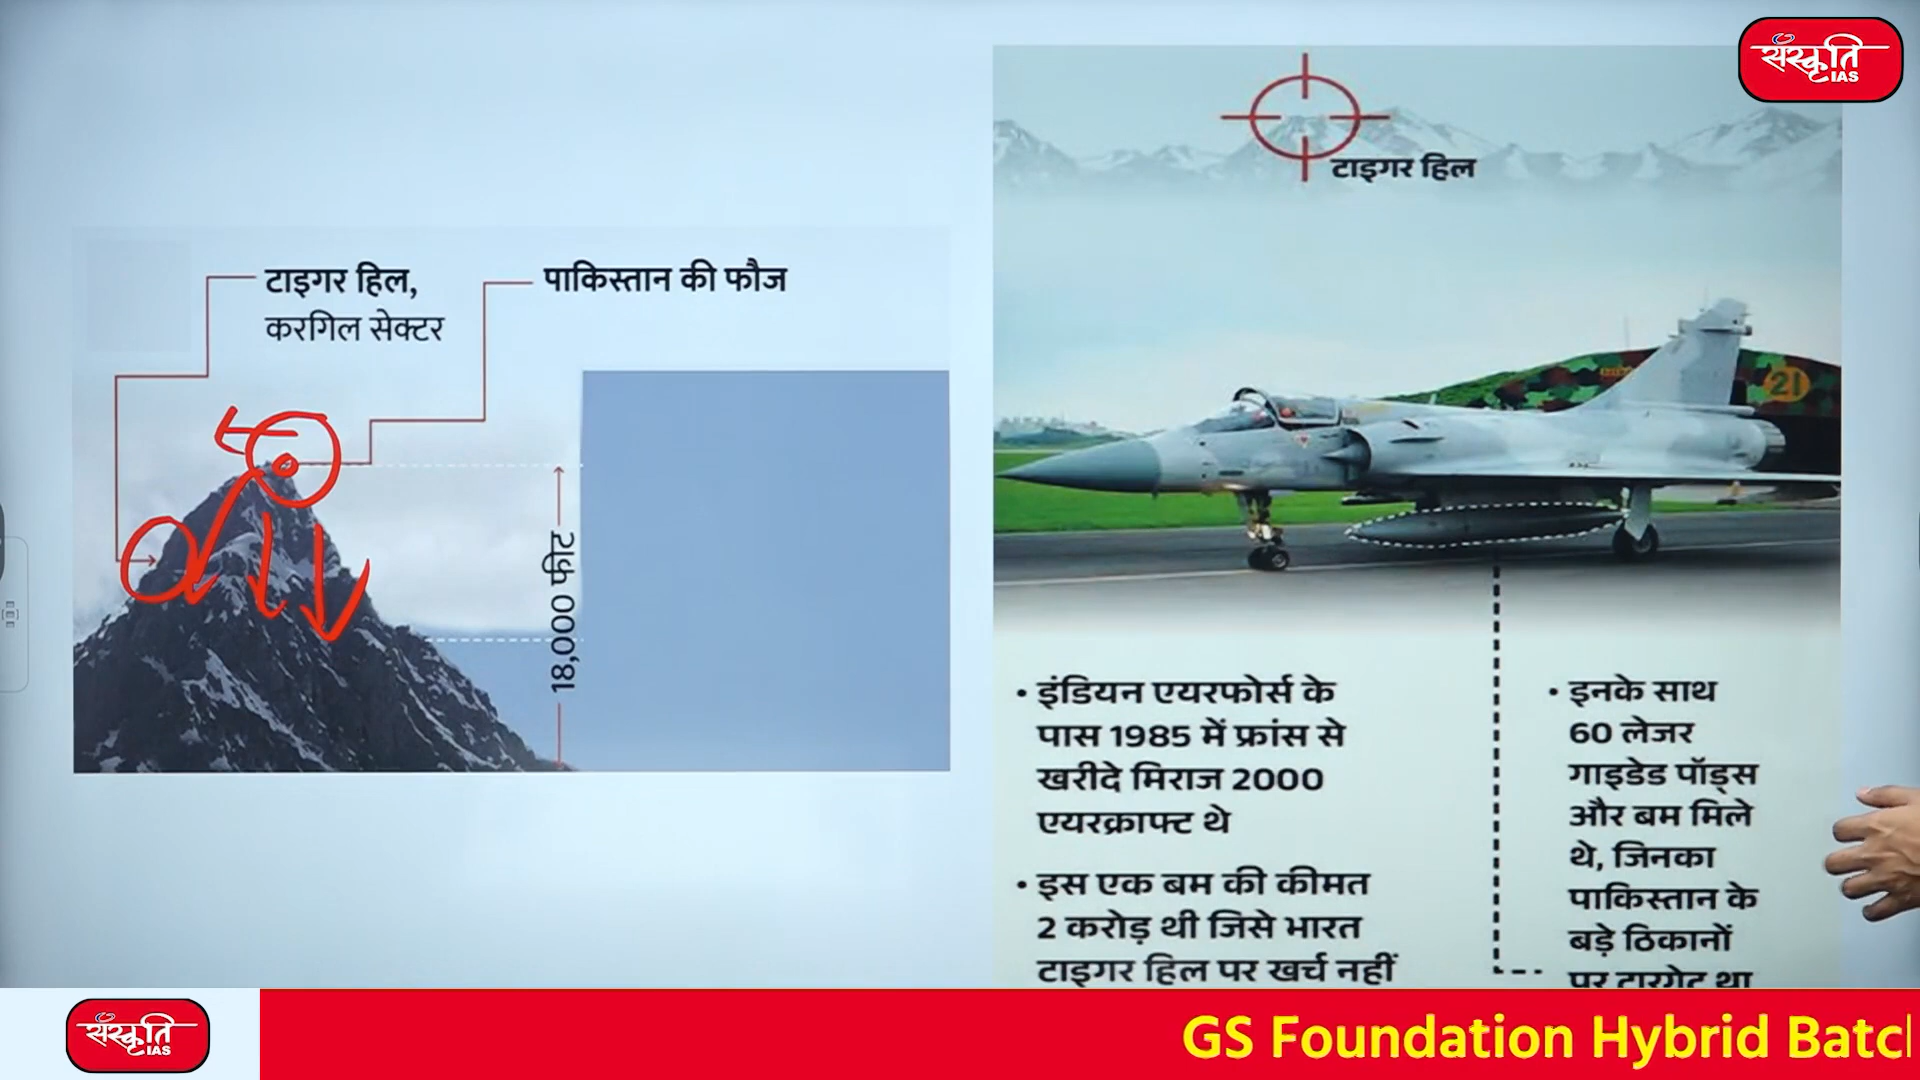 संस्कृति
IAS
टाइगर हिल
टाइगर हिल,
करगिल सेक्टर
पाकिस्तान की फौज
18,000 फीट
21
• इंडियन एयरफोर्स के
पास 1985 में फ्रांस से
खरीदे मिराज 2000
एयरक्राफ्ट थे
• इस एक बम की कीमत
2 करोड़ थी जिसे भारत
टाइगर हिल पर खर्च नहीं
• इनके साथ
60 लेजर
गाइडेड पॉड्स
और बम मिले
थे, जिनका
पाकिस्तान के
बड़े ठिकानों
पर टारगेट था
संस्कृति
IAS
GS Foundation Hybrid Batc